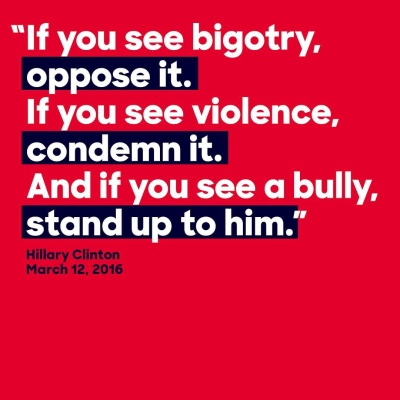 “If you see bigotry,
oppose it.
If you see violence,
condemn it.
And if you see a bully,
stand up to him.”
Hillary Clinton
March 12, 2016